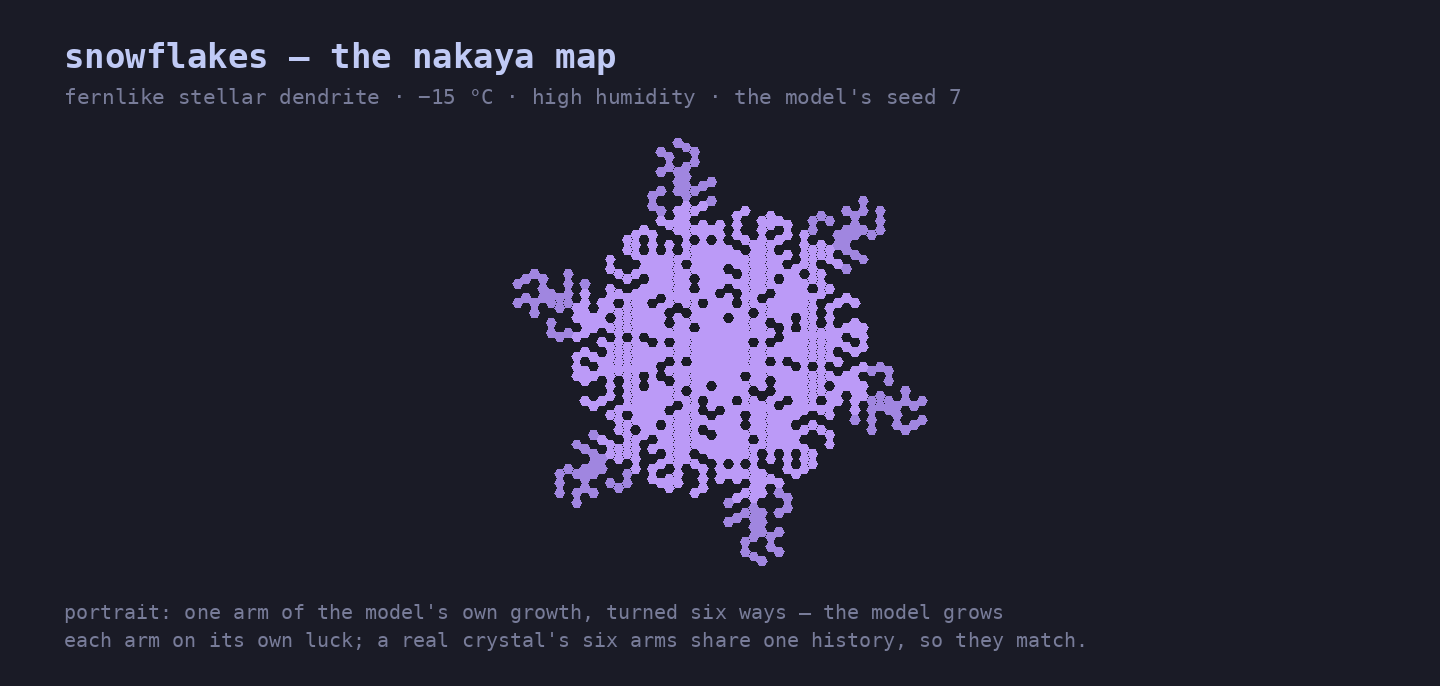 snowflakes — the nakaya map
fernlike stellar dendrite · −15 °C · high humidity · the model's seed 7
portrait: one arm of the model's own growth, turned six ways — the model grows
each arm on its own luck; a real crystal's six arms share one history, so they match.